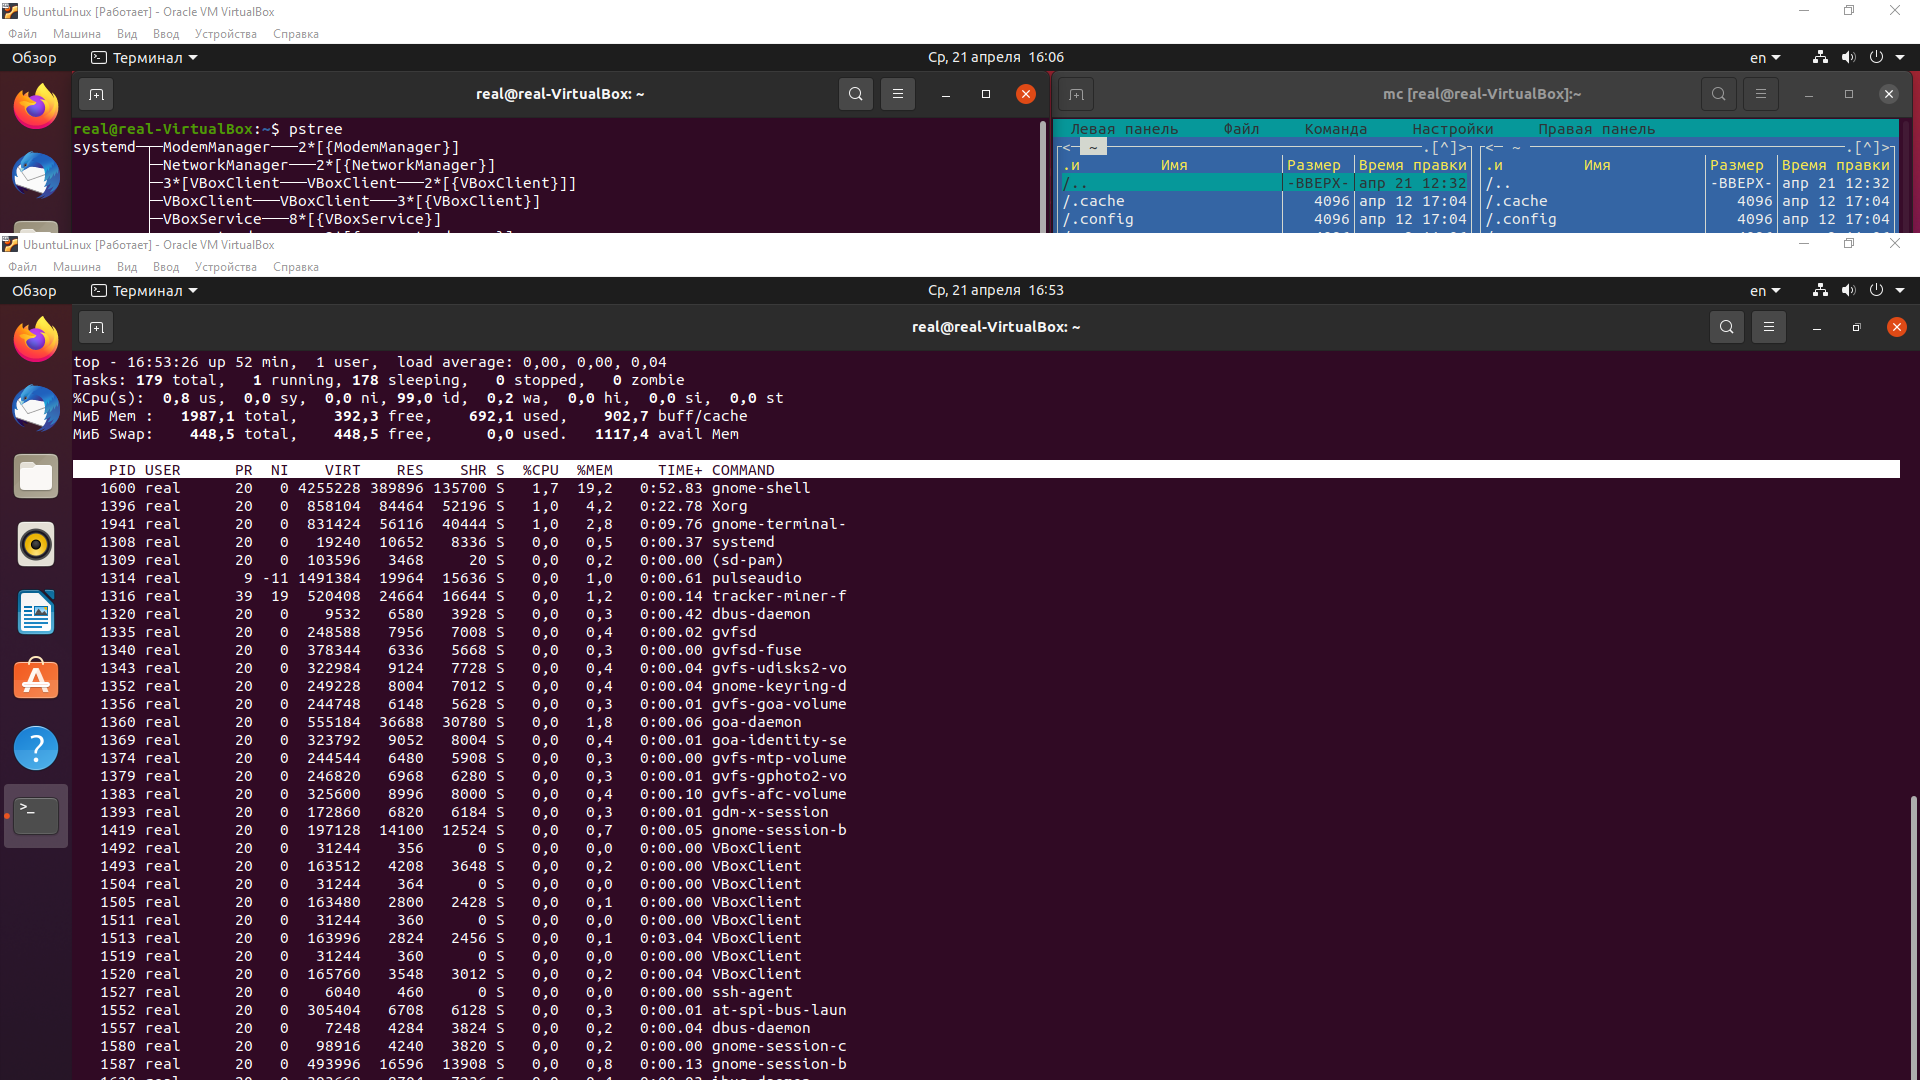 UbuntuLinux [Работает] - Oracle VM VirtualBox
Файл Машина Вид Ввод Устройства Справка
Обзор Терминал Ср, 21 апреля 16:06 en
real@real-VirtualBox: ~
mc [real@real-VirtualBox]:~
real@real-VirtualBox:~$ pstree
systemd─┬─ModemManager───2*[{ModemManager}]
├─NetworkManager───2*[{NetworkManager}]
├─3*[VBoxClient───VBoxClient───2*[{VBoxClient}]]
├─VBoxClient───VBoxClient───3*[{VBoxClient}]
├─VBoxService───8*[{VBoxService}]
Левая панель Файл Команда Настройки Правая панель
<─ ~ ─.[^]>┐┌<─ ~ ─.[^]>┐
.и Имя Размер Время правки .и Имя Размер Время правки
/.. -ВВЕРХ- апр 21 12:32 /.. -ВВЕРХ- апр 21 12:32
/.cache 4096 апр 12 17:04 /.cache 4096 апр 12 17:04
/.config 4096 апр 12 17:04 /.config 4096 апр 12 17:04
UbuntuLinux [Работает] - Oracle VM VirtualBox
Файл Машина Вид Ввод Устройства Справка
Обзор Терминал Ср, 21 апреля 16:53 en
real@real-VirtualBox: ~
top - 16:53:26 up 52 min, 1 user, load average: 0,00, 0,00, 0,04
Tasks: 179 total, 1 running, 178 sleeping, 0 stopped, 0 zombie
%Cpu(s): 0,8 us, 0,0 sy, 0,0 ni, 99,0 id, 0,2 wa, 0,0 hi, 0,0 si, 0,0 st
МиБ Mem : 1987,1 total, 392,3 free, 692,1 used, 902,7 buff/cache
МиБ Swap: 448,5 total, 448,5 free, 0,0 used. 1117,4 avail Mem
PID USER PR NI VIRT RES SHR S %CPU %MEM TIME+ COMMAND
1600 real 20 0 4255228 389896 135700 S 1,7 19,2 0:52.83 gnome-shell
1396 real 20 0 858104 84464 52196 S 1,0 4,2 0:22.78 Xorg
1941 real 20 0 831424 56116 40444 S 1,0 2,8 0:09.76 gnome-terminal-
1308 real 20 0 19240 10652 8336 S 0,0 0,5 0:00.37 systemd
1309 real 20 0 103596 3468 20 S 0,0 0,2 0:00.00 (sd-pam)
1314 real 9 -11 1491384 19964 15636 S 0,0 1,0 0:00.61 pulseaudio
1316 real 39 19 520408 24664 16644 S 0,0 1,2 0:00.14 tracker-miner-f
1320 real 20 0 9532 6580 3928 S 0,0 0,3 0:00.42 dbus-daemon
1335 real 20 0 248588 7956 7008 S 0,0 0,4 0:00.02 gvfsd
1340 real 20 0 378344 6336 5668 S 0,0 0,3 0:00.00 gvfsd-fuse
1343 real 20 0 322984 9124 7728 S 0,0 0,4 0:00.04 gvfs-udisks2-vo
1352 real 20 0 249228 8004 7012 S 0,0 0,4 0:00.04 gnome-keyring-d
1356 real 20 0 244748 6148 5628 S 0,0 0,3 0:00.01 gvfs-goa-volume
1360 real 20 0 555184 36688 30780 S 0,0 1,8 0:00.06 goa-daemon
1369 real 20 0 323792 9052 8004 S 0,0 0,4 0:00.01 goa-identity-se
1374 real 20 0 244544 6480 5908 S 0,0 0,3 0:00.00 gvfs-mtp-volume
1379 real 20 0 246820 6968 6280 S 0,0 0,3 0:00.01 gvfs-gphoto2-vo
1383 real 20 0 325600 8996 8000 S 0,0 0,4 0:00.10 gvfs-afc-volume
1393 real 20 0 172860 6820 6184 S 0,0 0,3 0:00.01 gdm-x-session
1419 real 20 0 197128 14100 12524 S 0,0 0,7 0:00.05 gnome-session-b
1492 real 20 0 31244 356 0 S 0,0 0,0 0:00.00 VBoxClient
1493 real 20 0 163512 4208 3648 S 0,0 0,2 0:00.00 VBoxClient
1504 real 20 0 31244 364 0 S 0,0 0,0 0:00.00 VBoxClient
1505 real 20 0 163480 2800 2428 S 0,0 0,1 0:00.00 VBoxClient
1511 real 20 0 31244 360 0 S 0,0 0,0 0:00.00 VBoxClient
1513 real 20 0 163996 2824 2456 S 0,0 0,1 0:03.04 VBoxClient
1519 real 20 0 31244 360 0 S 0,0 0,0 0:00.00 VBoxClient
1520 real 20 0 165760 3548 3012 S 0,0 0,2 0:00.04 VBoxClient
1527 real 20 0 6040 460 0 S 0,0 0,0 0:00.00 ssh-agent
1552 real 20 0 305404 6708 6128 S 0,0 0,3 0:00.01 at-spi-bus-laun
1557 real 20 0 7248 4284 3824 S 0,0 0,2 0:00.04 dbus-daemon
1580 real 20 0 98916 4240 3820 S 0,0 0,2 0:00.00 gnome-session-c
1587 real 20 0 493996 16596 13908 S 0,0 0,8 0:00.13 gnome-session-b